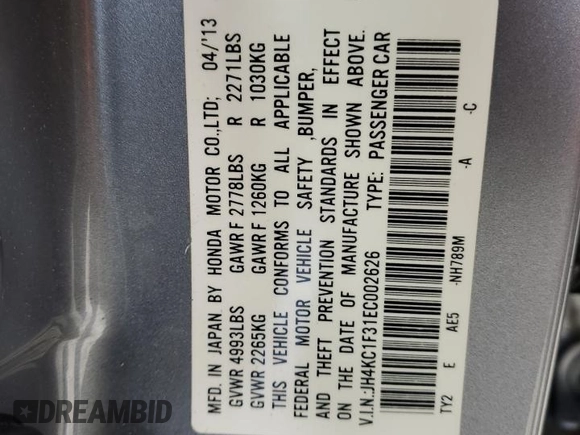 MFD. IN JAPAN BY HONDA MOTOR CO.,LTD; 04/'13
GVWR 4993LBS GAWR F 2778LBS R 2271LBS
GVWR 2265KG GAWR F 1260KG R 1030KG
THIS VEHICLE CONFORMS TO ALL APPLICABLE
FEDERAL MOTOR VEHICLE SAFETY ,BUMPER,
AND THEFT PREVENTION STANDARDS IN EFFECT
ON THE DATE OF MANUFACTURE SHOWN ABOVE.
V.I.N.:JH4KC1F31EC002626 TYPE: PASSENGER CAR
TY2 E AE5 -NH789M -A -C
DREAMBID